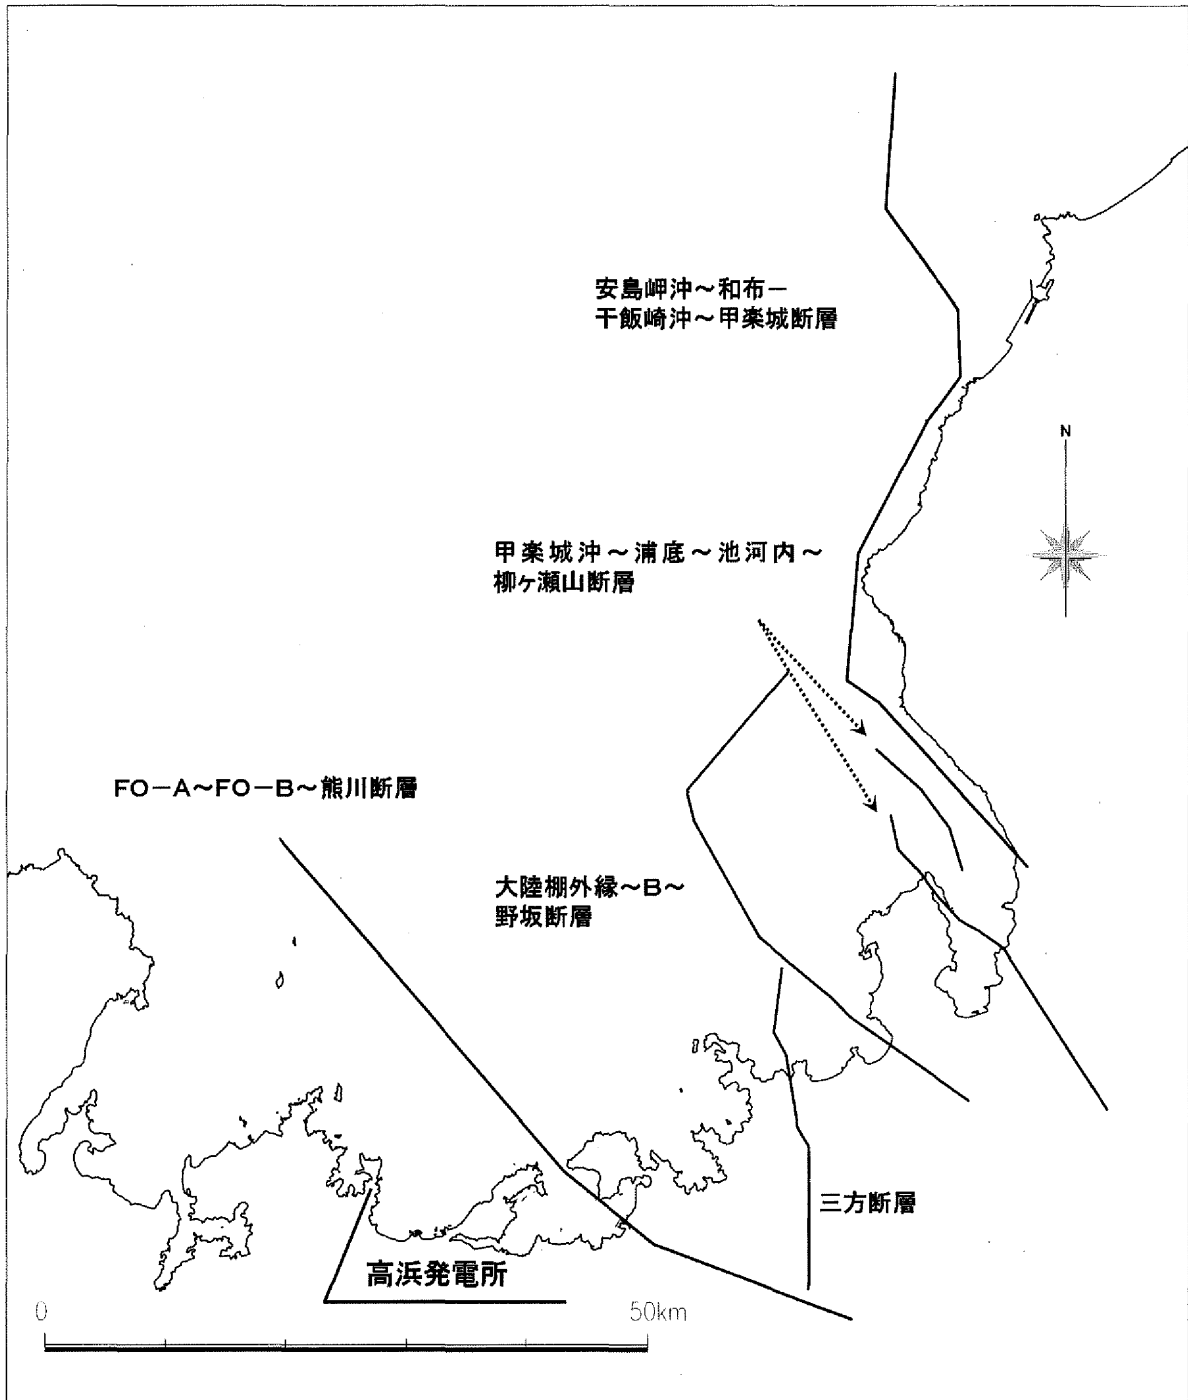 安島岬沖~和布-
干飯崎沖~甲楽城断層
N
甲楽城沖~浦底~池河内~
柳ヶ瀬山断層
FO-A~FO-B~熊川断層
大陸棚外縁~B~
野坂断層
三方断層
高浜発電所
0
50km